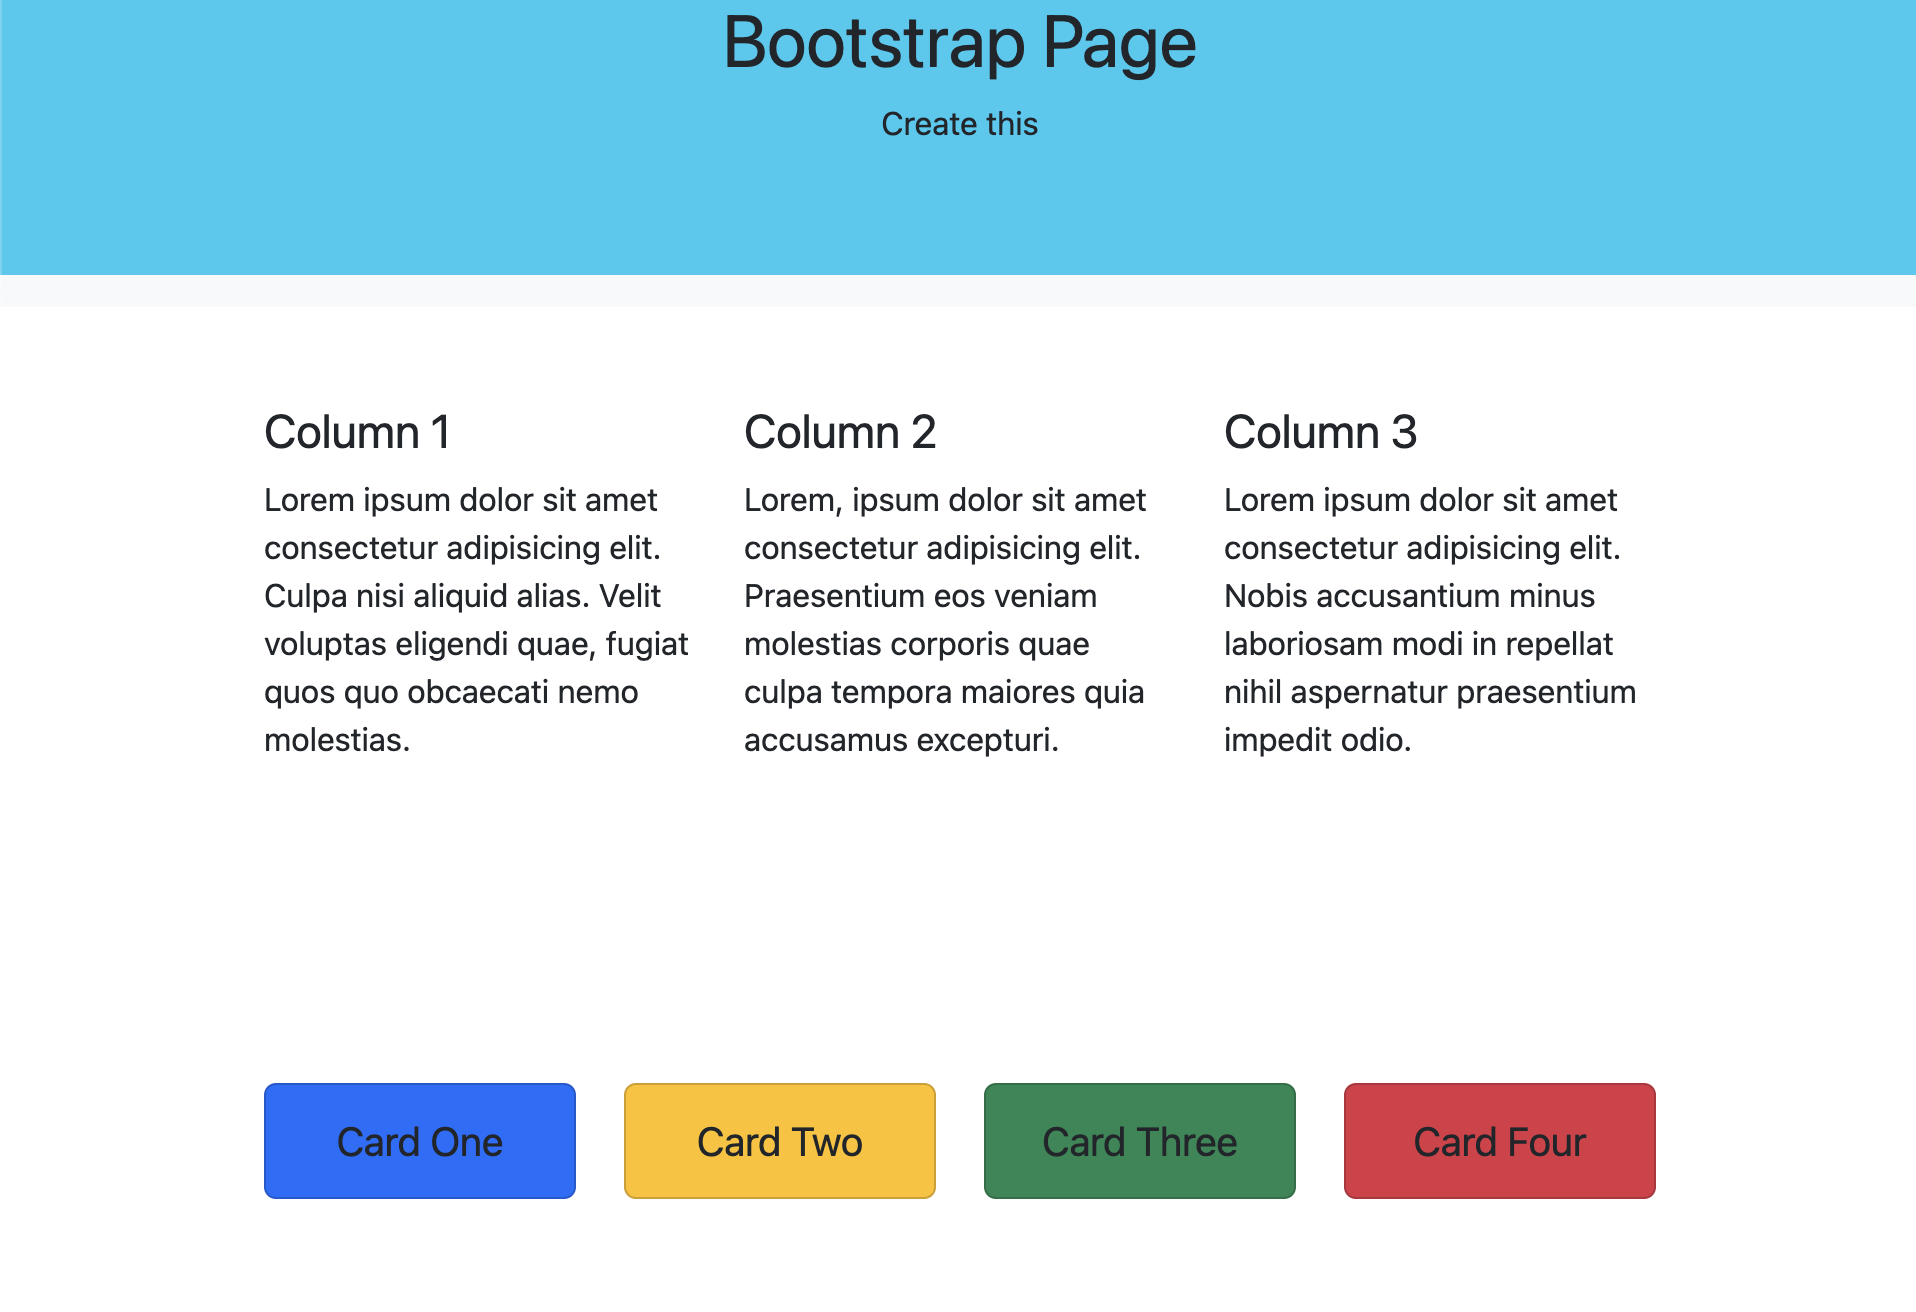 Bootstrap Page
Create this
Column 1
Lorem ipsum dolor sit amet
consectetur adipisicing elit.
Culpa nisi aliquid alias. Velit
voluptas eligendi quae, fugiat
quos quo obcaecati nemo
molestias.
Column 2
Lorem, ipsum dolor sit amet
consectetur adipisicing elit.
Praesentium eos veniam
molestias corporis quae
culpa tempora maiores quia
accusamus excepturi.
Column 3
Lorem ipsum dolor sit amet
consectetur adipisicing elit.
Nobis accusantium minus
laboriosam modi in repellat
nihil aspernatur praesentium
impedit odio.
Card One
Card Two
Card Three
Card Four